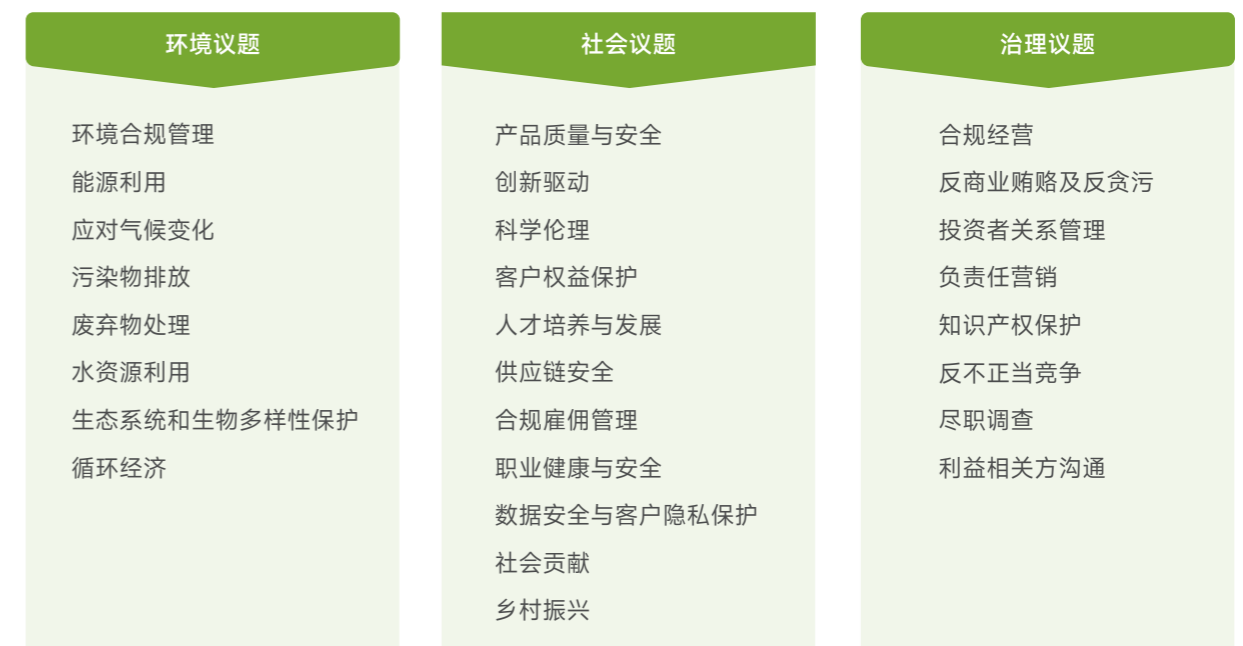 环境议题
环境合规管理
能源利用
应对气候变化
污染物排放
废弃物处理
水资源利用
生态系统和生物多样性保护
循环经济
社会议题
产品质量与安全
创新驱动
科学伦理
客户权益保护
人才培养与发展
供应链安全
合规雇佣管理
职业健康与安全
数据安全与客户隐私保护
社会贡献
乡村振兴
治理议题
合规经营
反商业贿赂及反贪污
投资者关系管理
负责任营销
知识产权保护
反不正当竞争
尽职调查
利益相关方沟通